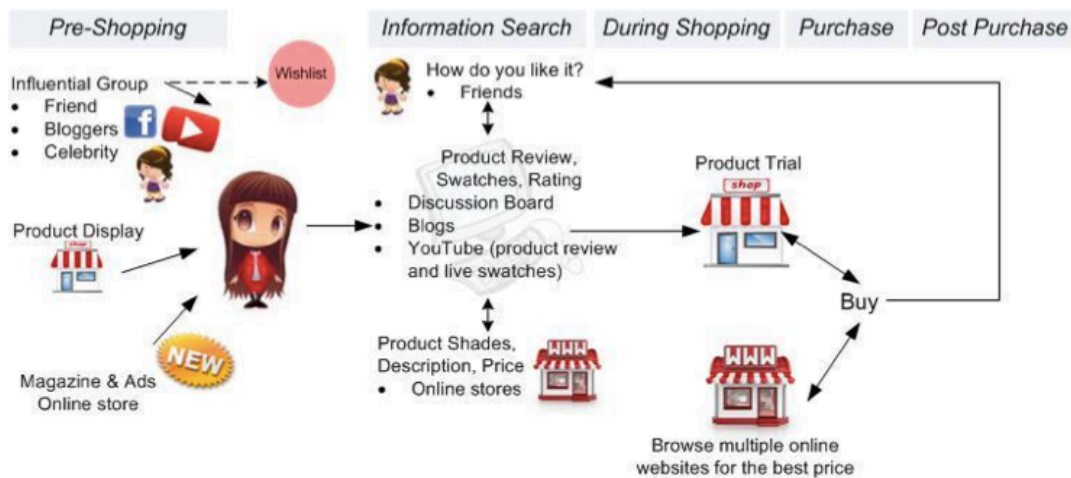 Pre-Shopping
Information Search
During Shopping
Purchase
Post Purchase
Influential Group
• Friend
• Bloggers
• Celebrity
f
Wishlist
Product Display
shop
NEW
Magazine & Ads
Online store
How do you like it?
• Friends
Product Review,
Swatches, Rating
• Discussion Board
• Blogs
• YouTube (product review
and live swatches)
Product Shades,
Description, Price
• Online stores
WWW
Product Trial
shop
Buy
WWW
Browse multiple online
websites for the best price